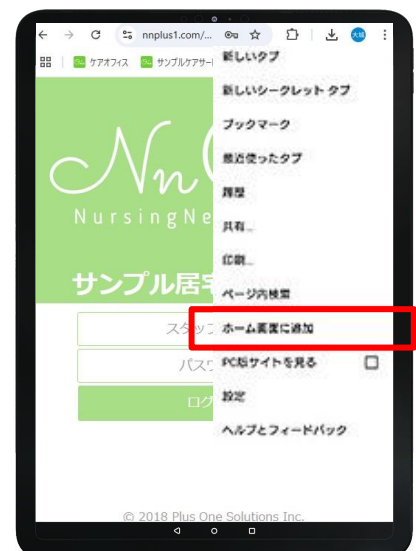 nnplus1.com/...
大城
ケアオフィス
サンプルケアサー
新しいタブ
新しいシークレット タブ
ブックマーク
最近使ったタブ
履歴
共有...
印刷...
ページ内検索
ホーム画面に追加
PC版サイトを見る
設定
ヘルプとフィードバック
Nn
NursingNe
サンプル居宅
スタッフ
パスワ
ログ
© 2018 Plus One Solutions Inc.